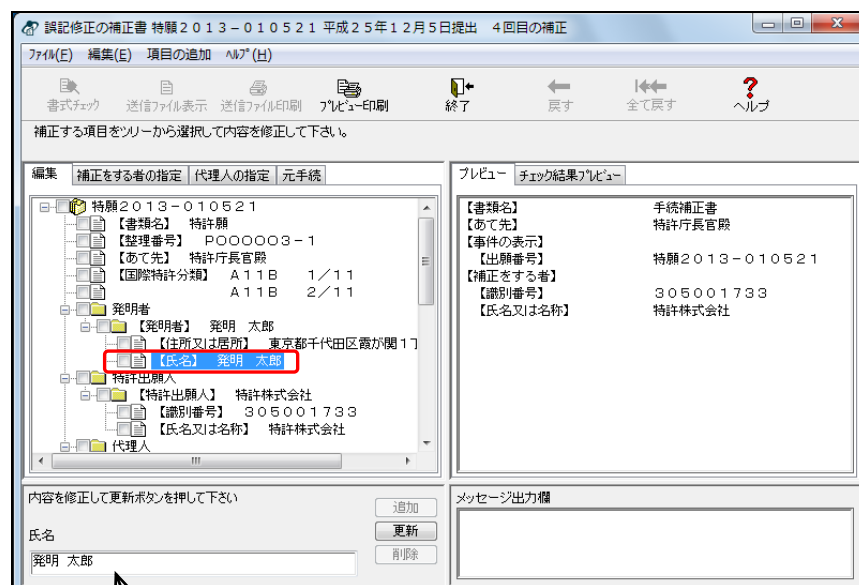 誤記修正の補正書 特願２０１３－０１０５２１ 平成２５年１２月５日提出 ４回目の補正
ﾌｧｲﾙ(F) 編集(E) 項目の追加 ﾍﾙﾌﾟ(H)
書式ﾁｪｯｸ 送信ﾌｧｲﾙ表示 送信ﾌｧｲﾙ印刷 ﾌﾟﾚﾋﾞｭｰ印刷 終了 戻す 全て戻す ヘルプ
補正する項目をツリーから選択して内容を修正して下さい。
編集 補正をする者の指定 代理人の指定 元手続
特願２０１３－０１０５２１
【書類名】 特許願
【整理番号】 Ｐ０００００３－１
【あて先】 特許庁長官殿
【国際特許分類】 Ａ１１Ｂ １／１１
Ａ１１Ｂ ２／１１
発明者
【発明者】 発明 太郎
【住所又は居所】 東京都千代田区霞が関１丁
【氏名】 発明 太郎
特許出願人
【特許出願人】 特許株式会社
【識別番号】 ３０５００１７３３
【氏名又は名称】 特許株式会社
代理人
プレビュー ﾁｪｯｸ結果ﾌﾟﾚﾋﾞｭｰ
【書類名】 手続補正書
【あて先】 特許庁長官殿
【事件の表示】
【出願番号】 特願２０１３－０１０５２１
【補正をする者】
【識別番号】 ３０５００１７３３
【氏名又は名称】 特許株式会社
内容を修正して更新ボタンを押して下さい
追加
更新
削除
氏名
発明 太郎
メッセージ出力欄